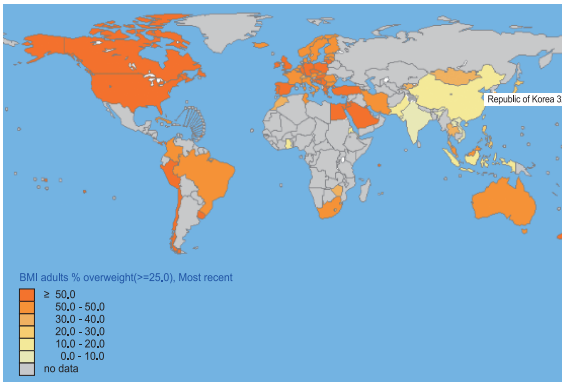 Republic of Korea 3
BMI adults % overweight(>=25.0), Most recent
≥ 50.0
50.0 - 50.0
30.0 - 40.0
20.0 - 30.0
10.0 - 20.0
0.0 - 10.0
no data